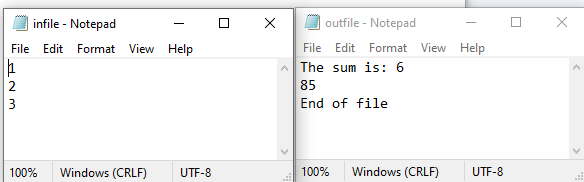 infile - Notepad
File Edit Format View Help
1
2
3
100% Windows (CRLF) UTF-8
outfile - Notepad
File Edit Format View Help
The sum is: 6
85
End of file
100% Windows (CRLF) UTF-8